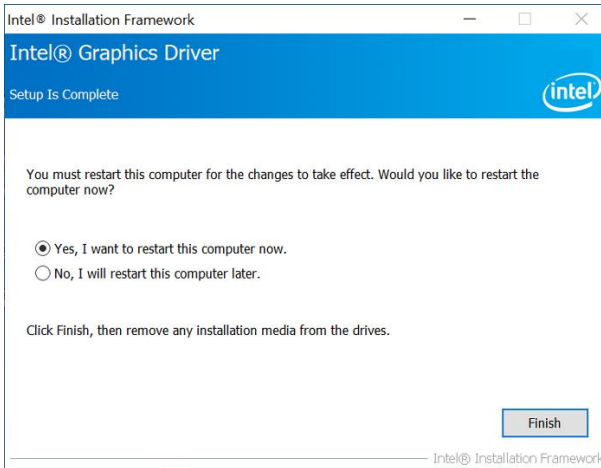 Intel® Installation Framework
Intel® Graphics Driver
Setup Is Complete
intel
You must restart this computer for the changes to take effect. Would you like to restart the
computer now?
Yes, I want to restart this computer now.
No, I will restart this computer later.
Click Finish, then remove any installation media from the drives.
Finish
Intel® Installation Framework